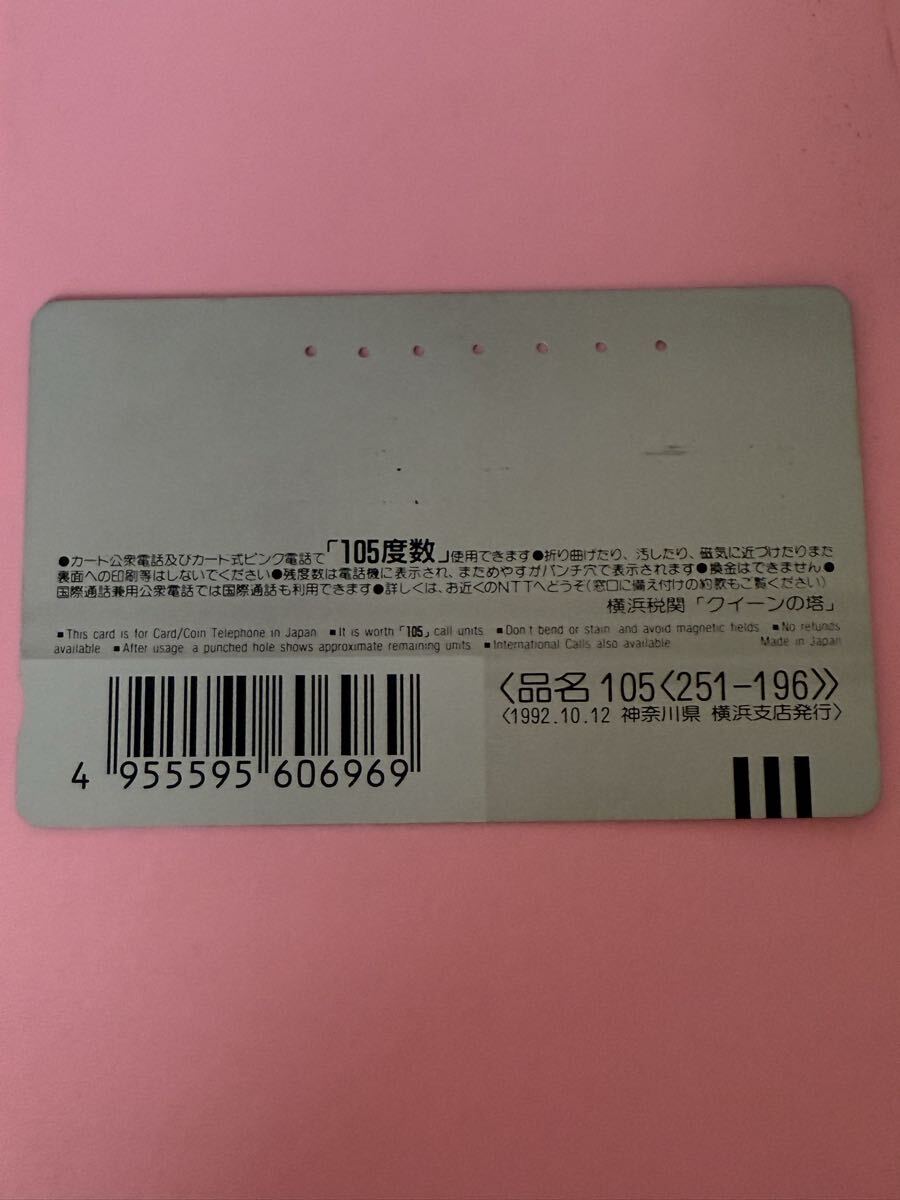 ●カード公衆電話及びカード式ピンク電話で「105度数」使用できます●折り曲げたり、汚したり、磁気に近づけたりまた
裏面への印刷等はしないでください●残度数は電話機に表示され、まためやすがパンチ穴で表示されます●換金はできません●
国際通話兼用公衆電話では国際通話も利用できます●詳しくは、お近くのNTTへどうぞ(窓口に備え付けの約款もご覧ください)
横浜税関「クイーンの塔」
■This card is for Card/Coin Telephone in Japan ■It is worth「105」call units ■Don't bend or stain and avoid magnetic fields ■No refunds
available ■After usage a punched hole shows approximate remaining units ■International Calls also available Made in Japan
〈品名 105〈251-196〉〉
〈1992.10.12 神奈川県 横浜支店発行〉
4 955595 606969